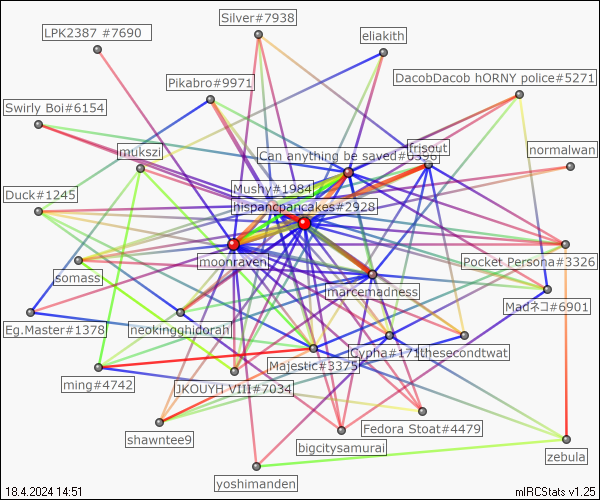 Silver#7938
LPK2387 #7690
eliakith
Pikabro#9971
DacobDacob hORNY police#5271
Swirly Boi#6154
mukszi
frisout
normalwan
Can anything be saved#
Mushy#1984
Duck#1245
hispancpancakes#2928
moonraven
Pocket Persona#3326
somass
marcemadness
Madネコ#6901
Eg.Master#1378
neokingghidorah
Cypha#171
thesecondtwat
Majestic#3375
ming#4742
JKOUYH VIII#7034
Fedora Stoat#4479
shawntee9
bigcitysamurai
zebula
yoshimanden
18.4.2024 14:51
mIRCStats v1.25